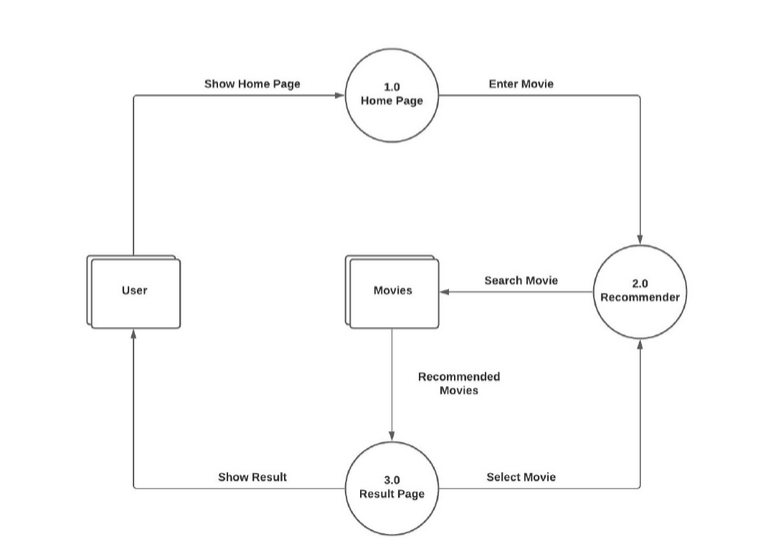 Show Home Page
1.0
Home Page
Enter Movie
User
Movies
Search Movie
2.0
Recommender
Recommended
Movies
Show Result
3.0
Result Page
Select Movie